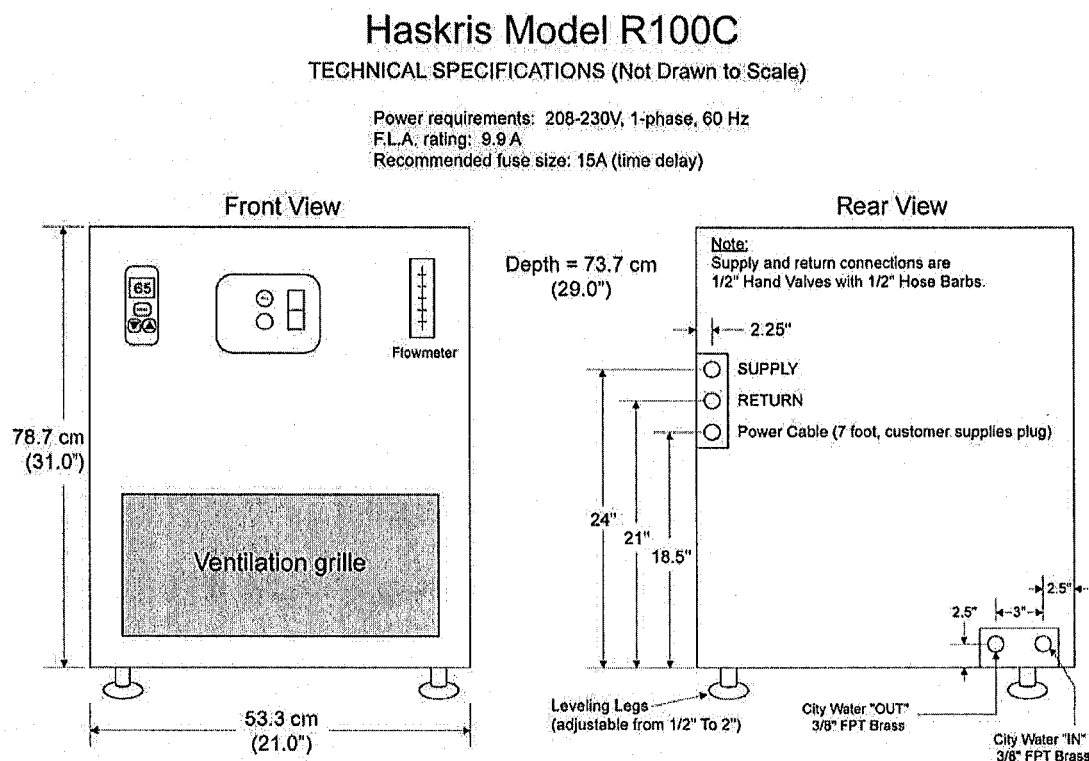 Haskris Model R100C
TECHNICAL SPECIFICATIONS (Not Drawn to Scale)
Power requirements: 208-230V, 1-phase, 60 Hz
F.L.A. rating: 9.9 A
Recommended fuse size: 15A (time delay)
Front View
65
Flowmeter
78.7 cm
(31.0")
Ventilation grille
53.3 cm
(21.0")
Depth = 73.7 cm
(29.0")
Rear View
Note:
Supply and return connections are
1/2" Hand Valves with 1/2" Hose Barbs.
2.25"
SUPPLY
RETURN
Power Cable (7 foot, customer supplies plug)
24"
21"
18.5"
2.5"
3"
2.5"
Leveling Legs
(adjustable from 1/2" To 2")
City Water "OUT"
3/8" FPT Brass
City Water "IN"
3/8" FPT Brass